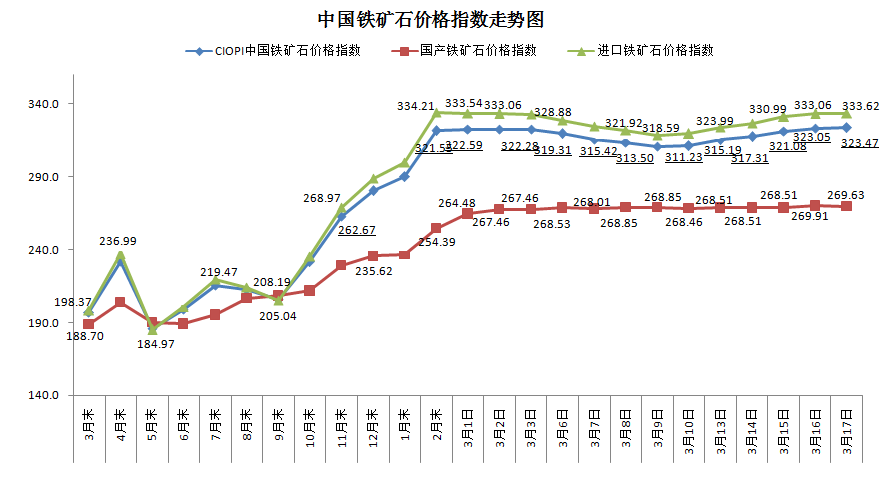 中国铁矿石价格指数走势图
CIOPI中国铁矿石价格指数 国产铁矿石价格指数 进口铁矿石价格指数
340.0
290.0
240.0
190.0
140.0
334.21 333.54 333.06 328.88 321.92 318.59 323.99 330.99 333.06 333.62
321.53 322.59 322.28 319.31 315.42 313.50 311.23 315.19 317.31 321.08 323.05 323.47
268.97 262.67
264.48 267.46 267.46 268.53 268.01 268.85 268.85 268.46 268.51 268.51 268.51 269.91 269.63
254.39
236.99 219.47 208.19 235.62
198.37 188.70 184.97 205.04
3月末 4月末 5月末 6月末 7月末 8月末 9月末 10月末 11月末 12月末 1月末 2月末 3月1日 3月2日 3月3日 3月6日 3月7日 3月8日 3月9日 3月10日 3月13日 3月14日 3月15日 3月16日 3月17日